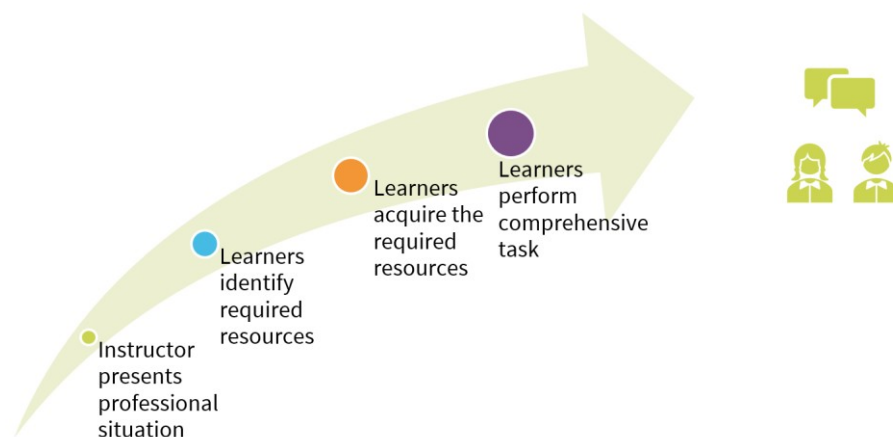 Instructor
presents
professional
situation
Learners
identify
required
resources
Learners
acquire the
required
resources
Learners
perform
comprehensive
task